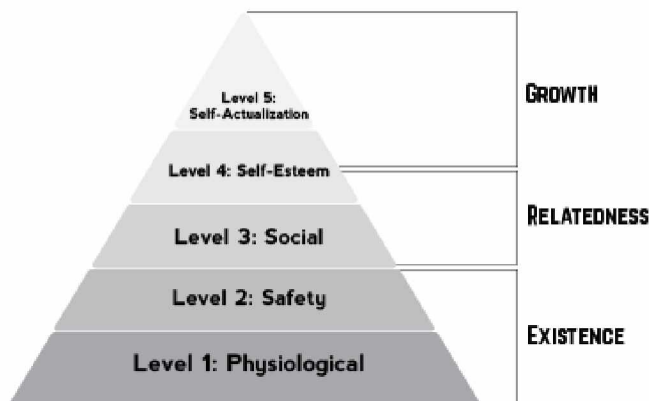 Level 5:
Self-Actualization
GROWTH
Level 4: Self-Esteem
RELATEDNESS
Level 3: Social
Level 2: Safety
EXISTENCE
Level 1: Physiological